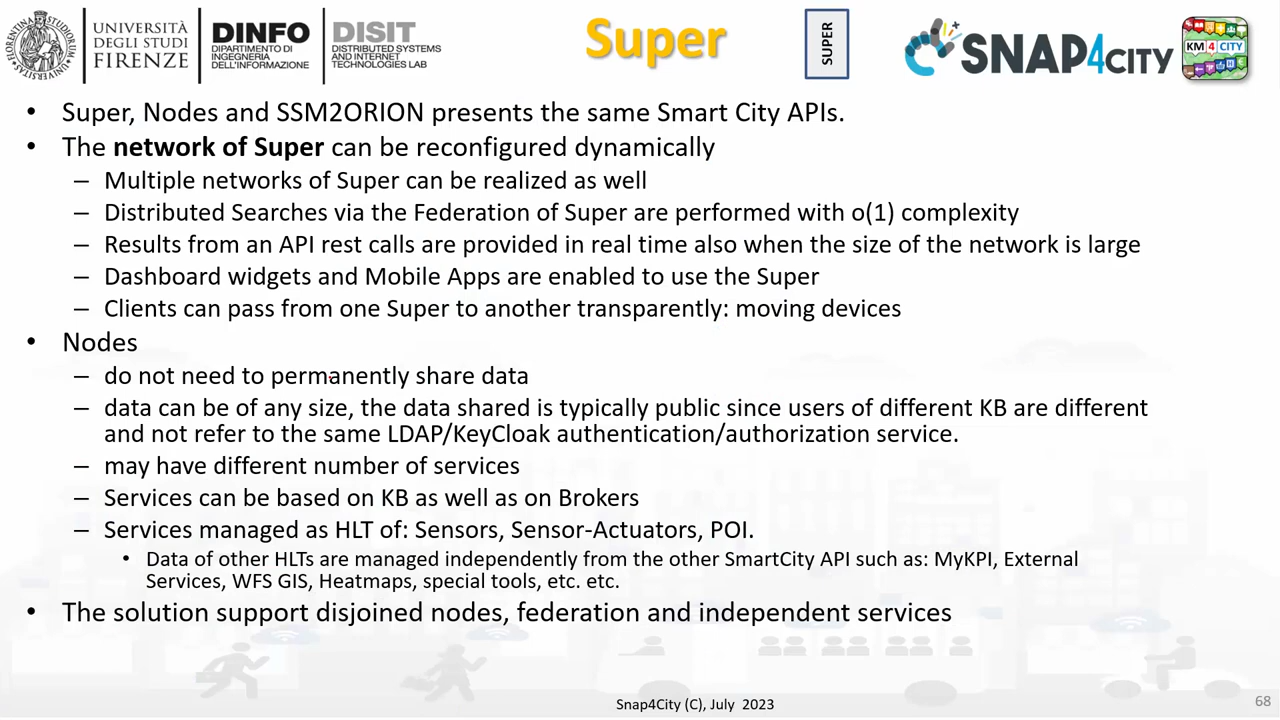 UNIVERSITÀ
DEGLI STUDI
FIRENZE
DINFO
DIPARTIMENTO DI
INGEGNERIA
DELL'INFORMAZIONE
DISIT
DISTRIBUTED SYSTEMS
AND INTERNET
TECHNOLOGIES LAB
Super
SUPER
SNAP4CITY
KM 4 CITY
• Super, Nodes and SSM2ORION presents the same Smart City APIs.
• The network of Super can be reconfigured dynamically
– Multiple networks of Super can be realized as well
– Distributed Searches via the Federation of Super are performed with o(1) complexity
– Results from an API rest calls are provided in real time also when the size of the network is large
– Dashboard widgets and Mobile Apps are enabled to use the Super
– Clients can pass from one Super to another transparently: moving devices
• Nodes
– do not need to permanently share data
– data can be of any size, the data shared is typically public since users of different KB are different
and not refer to the same LDAP/KeyCloak authentication/authorization service.
– may have different number of services
– Services can be based on KB as well as on Brokers
– Services managed as HLT of: Sensors, Sensor-Actuators, POI.
• Data of other HLTs are managed independently from the other SmartCity API such as: MyKPI, External
Services, WFS GIS, Heatmaps, special tools, etc. etc.
• The solution support disjoined nodes, federation and independent services
Snap4City (C), July 2023
68